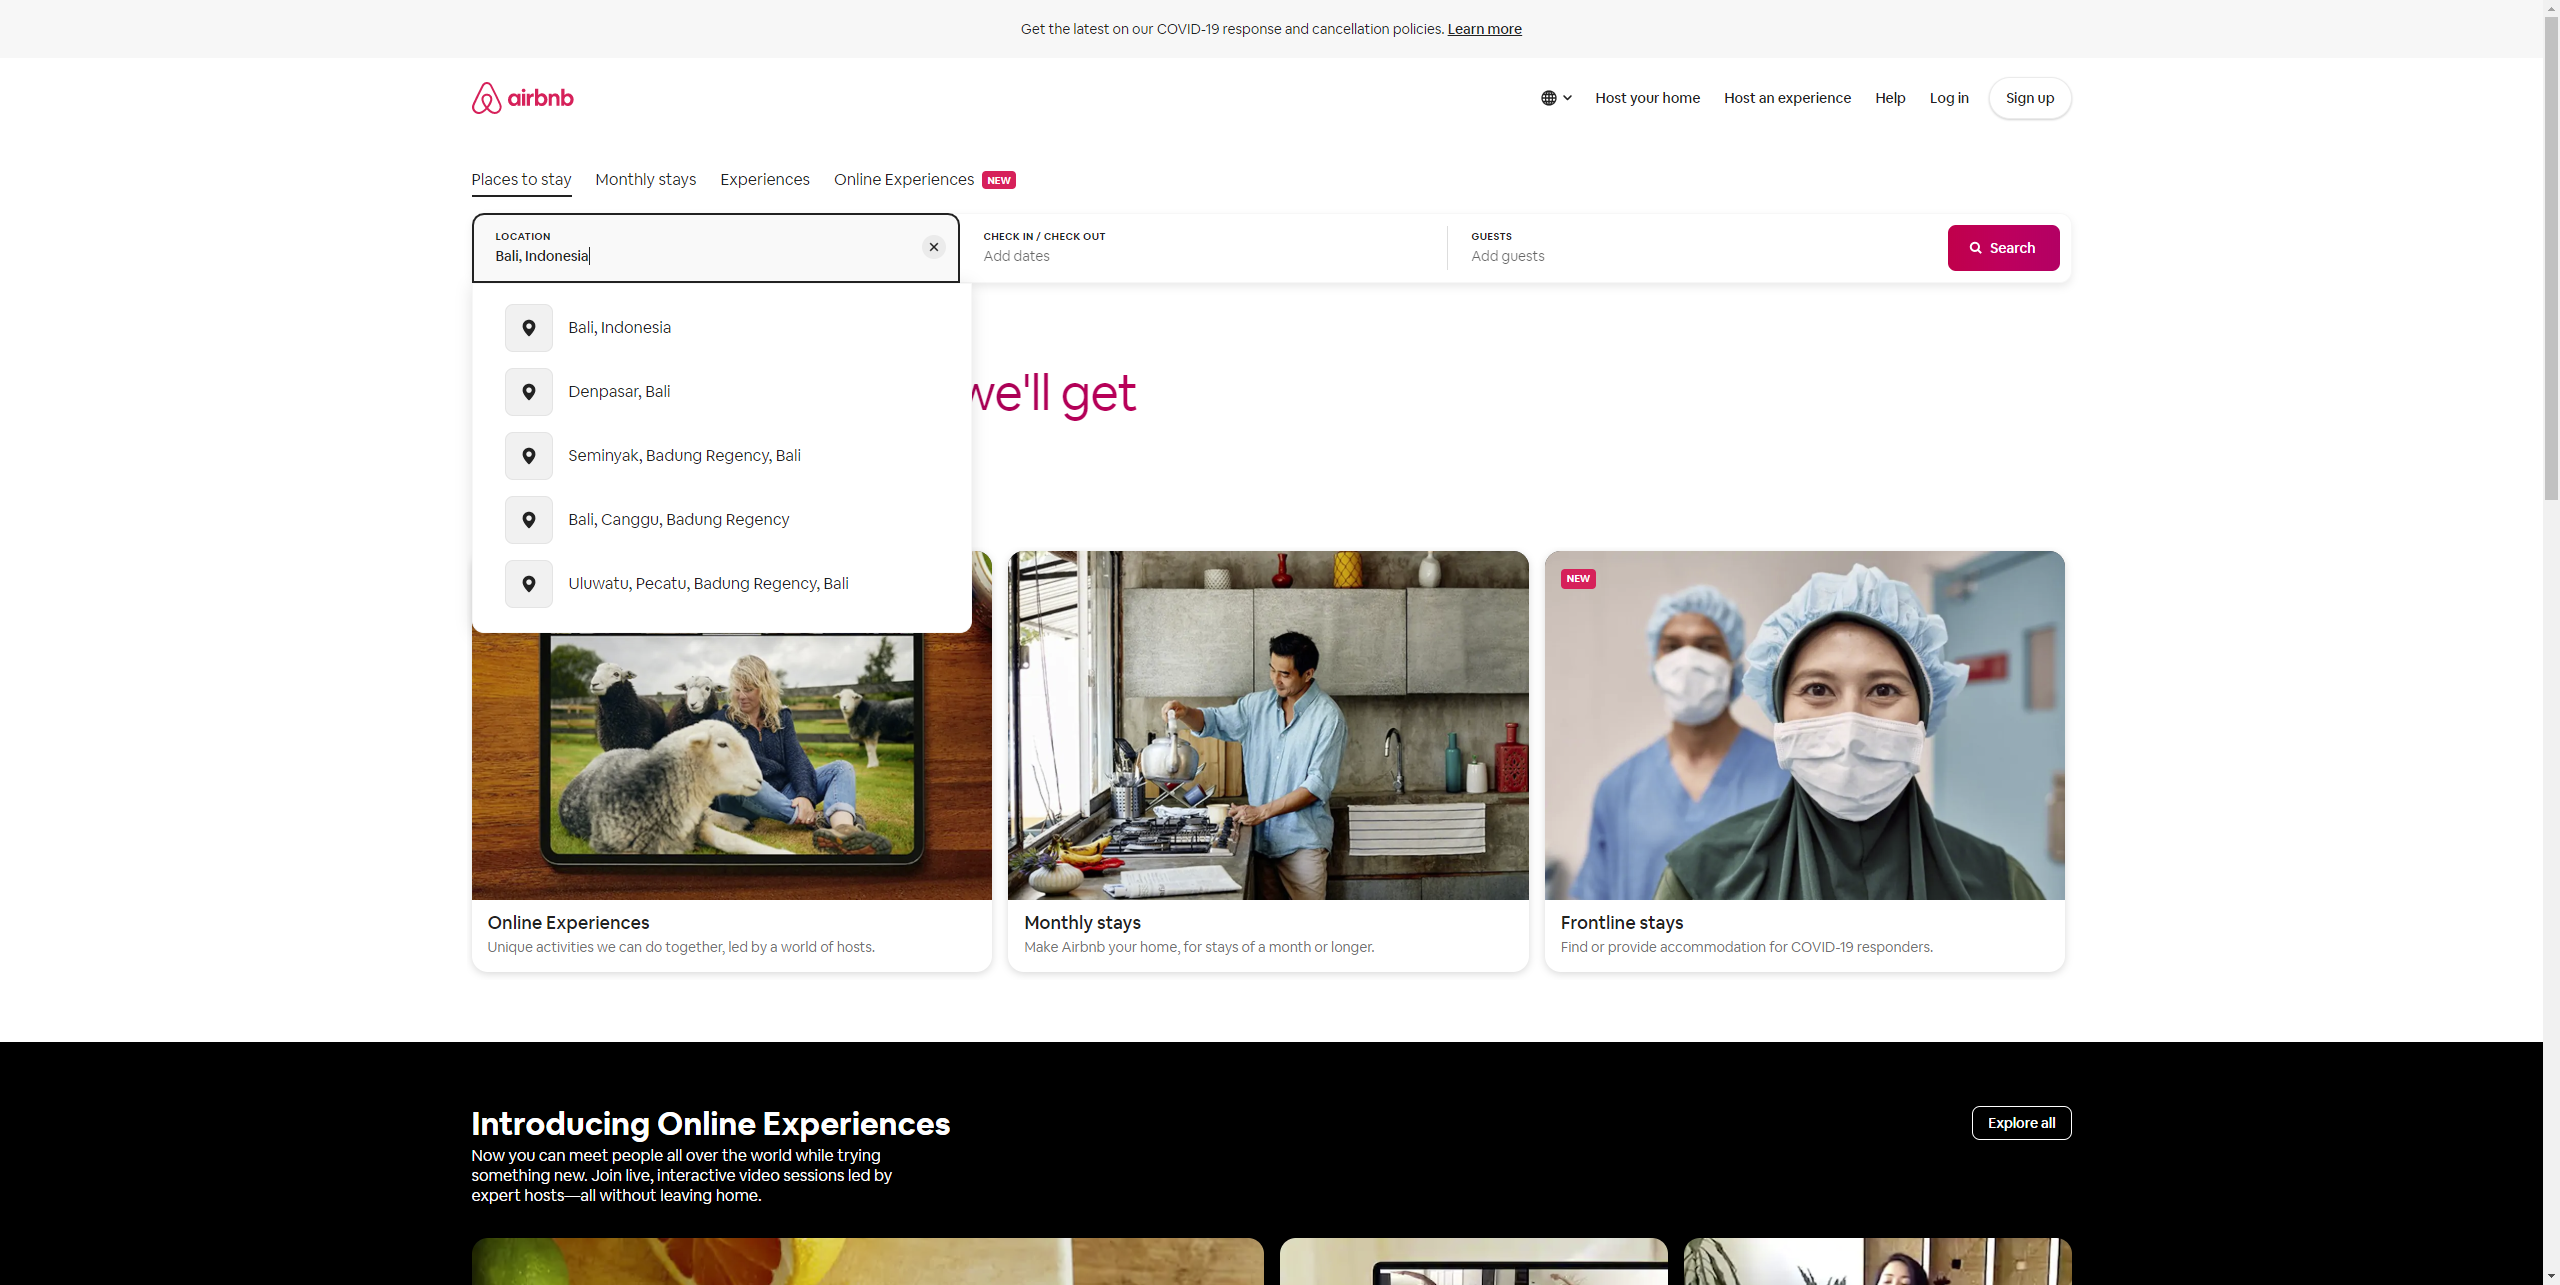 Get the latest on our COVID-19 response and cancellation policies. Learn more
airbnb
Host your home
Host an experience
Help
Log in
Sign up
Places to stay
Monthly stays
Experiences
Online Experiences NEW
LOCATION
Bali, Indonesia
CHECK IN / CHECK OUT
Add dates
GUESTS
Add guests
Search
Bali, Indonesia
Denpasar, Bali
Seminyak, Badung Regency, Bali
Bali, Canggu, Badung Regency
Uluwatu, Pecatu, Badung Regency, Bali
we'll get
NEW
Online Experiences
Unique activities we can do together, led by a world of hosts.
Monthly stays
Make Airbnb your home, for stays of a month or longer.
Frontline stays
Find or provide accommodation for COVID-19 responders.
Introducing Online Experiences
Now you can meet people all over the world while trying
something new. Join live, interactive video sessions led by
expert hosts—all without leaving home.
Explore all